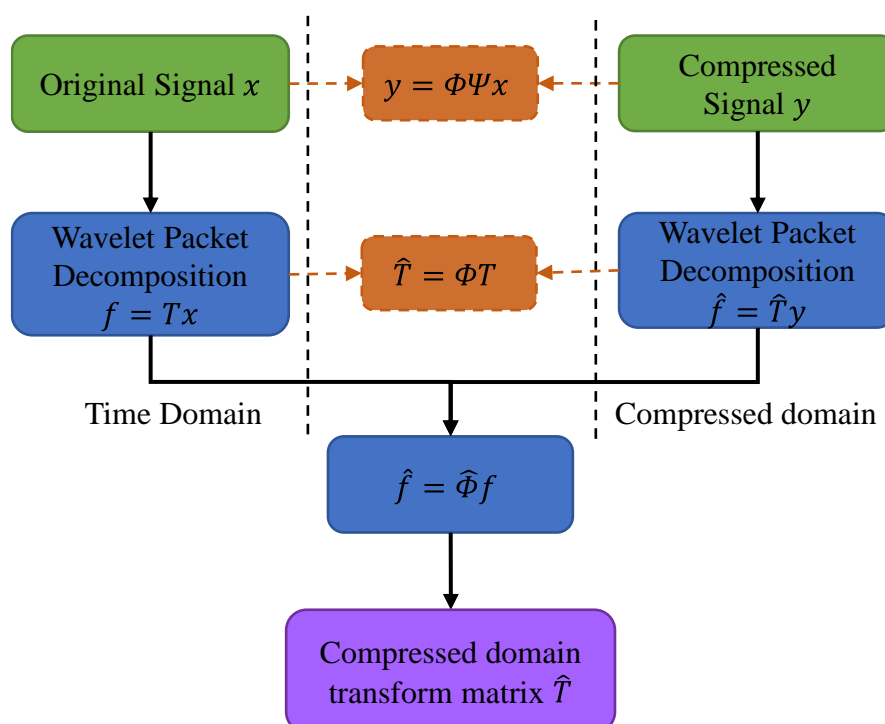 Original Signal 𝑥
𝑦 = 𝛷𝛹𝑥
Compressed
Signal 𝑦
Wavelet Packet
Decomposition
𝑓 = 𝑇𝑥
𝑇̂ = 𝛷𝑇
Wavelet Packet
Decomposition
𝑓̂ = 𝑇̂𝑦
Time Domain
Compressed domain
𝑓̂ = 𝛷̂𝑓
Compressed domain
transform matrix 𝑇̂